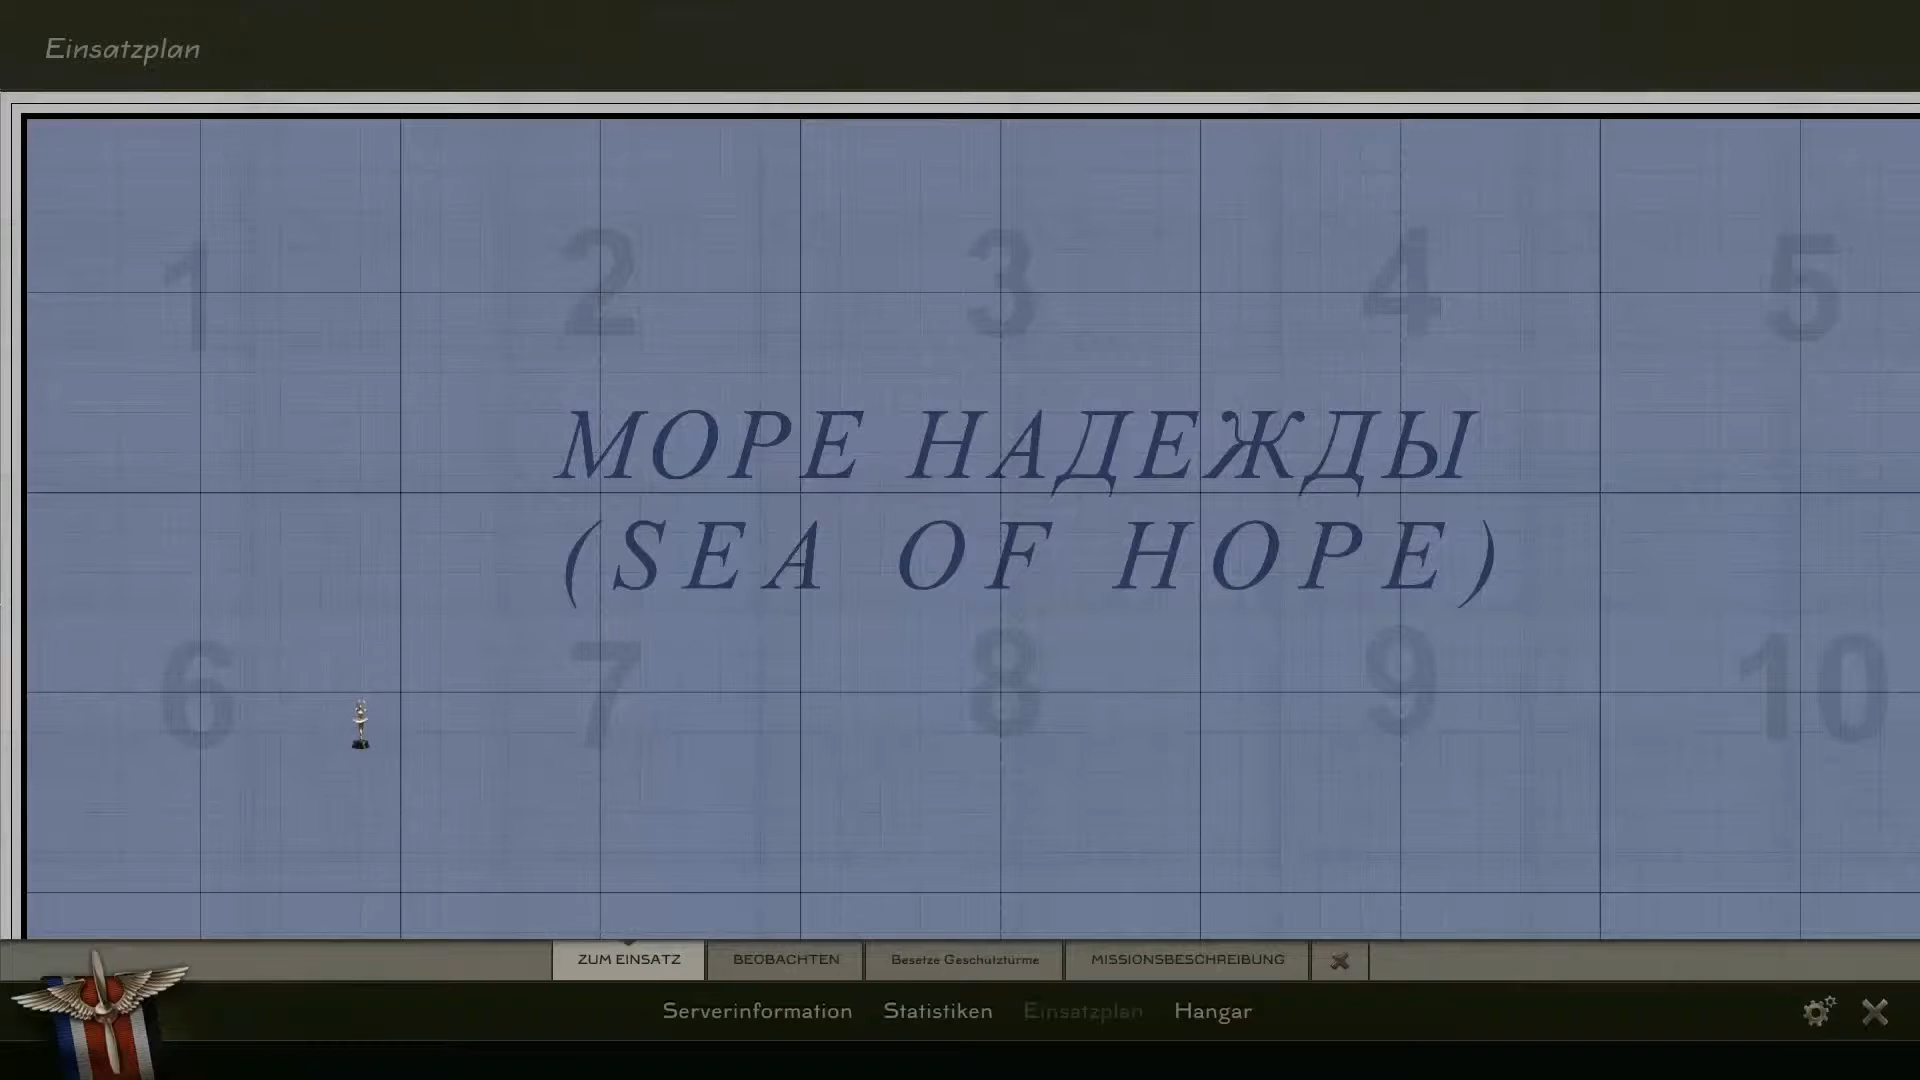 Einsatzplan
1 2 3 4 5
МОРЕ НАДЕЖДЫ
(SEA OF HOPE)
6 7 8 9 10
ZUM EINSATZ BEOBACHTEN Besetze Geschützturme MISSIONSBESCHREIBUNG
Serverinformation Statistiken Einsatzplan Hangar